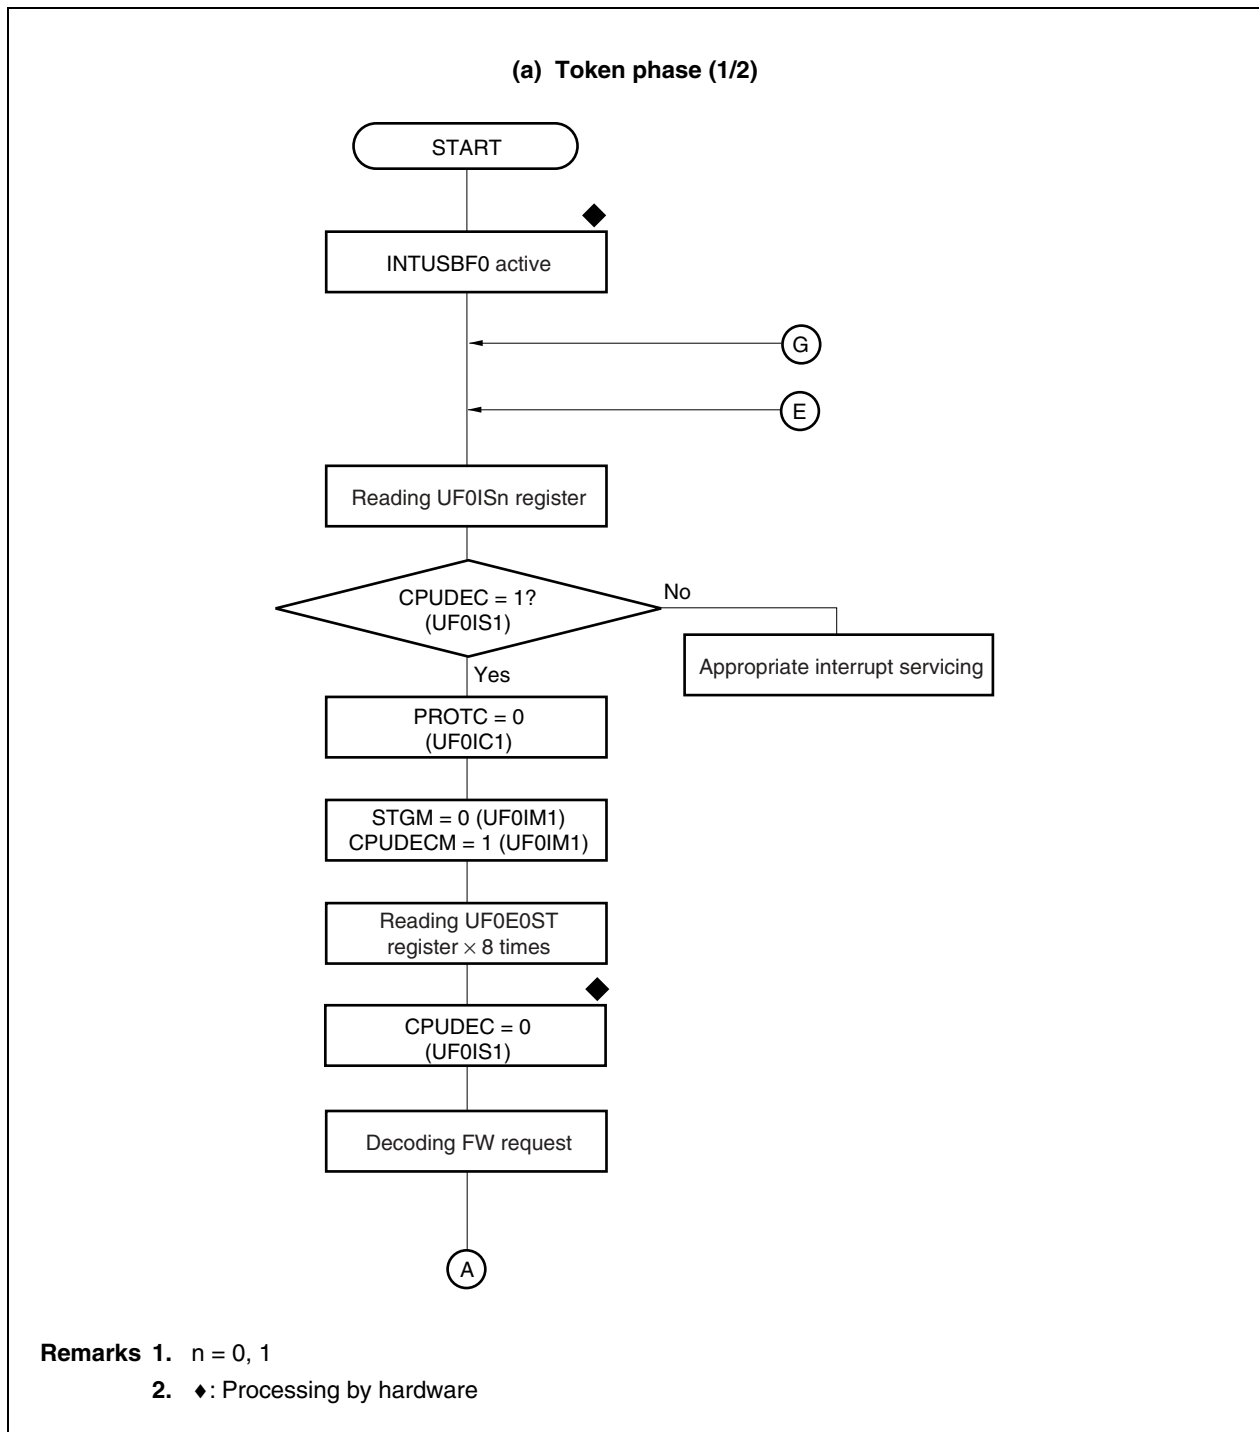 (a) Token phase (1/2)
START
INTUSBF0 active
G
E
Reading UF0ISn register
CPUDEC = 1?
(UF0IS1)
No
Appropriate interrupt servicing
Yes
PROTC = 0
(UF0IC1)
STGM = 0 (UF0IM1)
CPUDECM = 1 (UF0IM1)
Reading UF0E0ST
register × 8 times
CPUDEC = 0
(UF0IS1)
Decoding FW request
A
Remarks 1. n = 0, 1
2. ♦: Processing by hardware